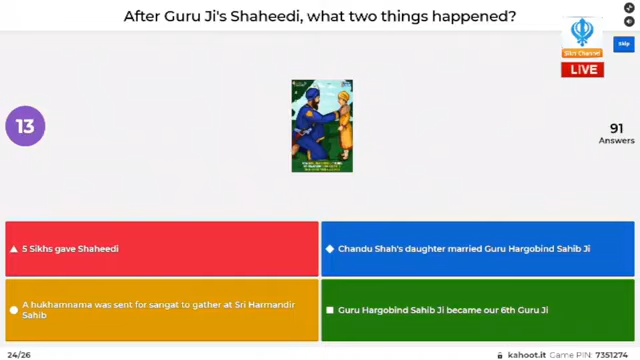 After Guru Ji's Shaheedi, what two things happened?
Skip
Sikh Channel
LIVE
13
91
Answers
5 Sikhs gave Shaheedi
Chandu Shah's daughter married Guru Hargobind Sahib Ji
A hukhamnama was sent for sangat to gather at Sri Harmandir
Sahib
Guru Hargobind Sahib Ji became our 6th Guru Ji
24/26
kahoot.it Game PIN: 7351274